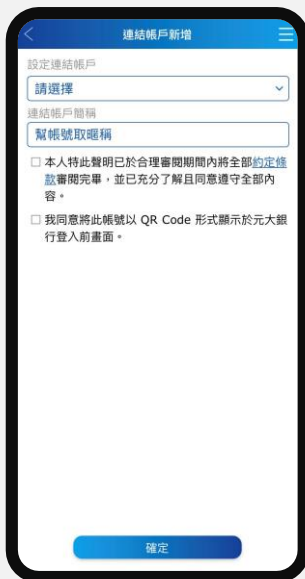 連結帳戶新增
設定連結帳戶
請選擇
連結帳戶簡稱
幫帳號取暱稱
本人特此聲明已於合理審閱期間內將全部約定條
款審閱完畢，並已充分了解且同意遵守全部內
容。
我同意將此帳號以 QR Code 形式顯示於元大銀
行登入前畫面。
確定